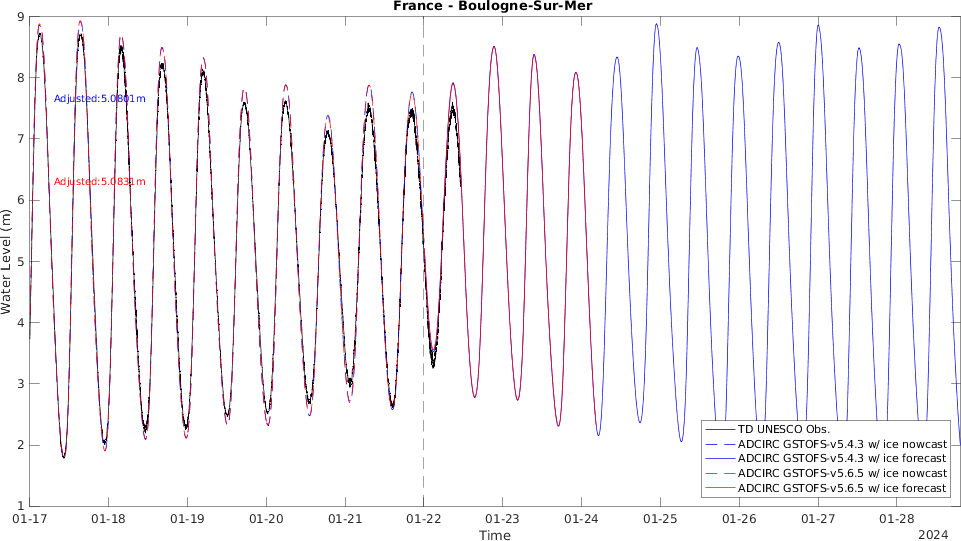 France - Boulogne-Sur-Mer
9
8
7
6
5
4
3
2
1
Water Level (m)
Adjusted:5.0801m
Adjusted:5.0831m
TD UNESCO Obs.
ADCIRC GSTOFS-v5.4.3 w/ ice nowcast
ADCIRC GSTOFS-v5.4.3 w/ ice forecast
ADCIRC GSTOFS-v5.6.5 w/ ice nowcast
ADCIRC GSTOFS-v5.6.5 w/ ice forecast
01-17 01-18 01-19 01-20 01-21 01-22 01-23 01-24 01-25 01-26 01-27 01-28
Time
2024